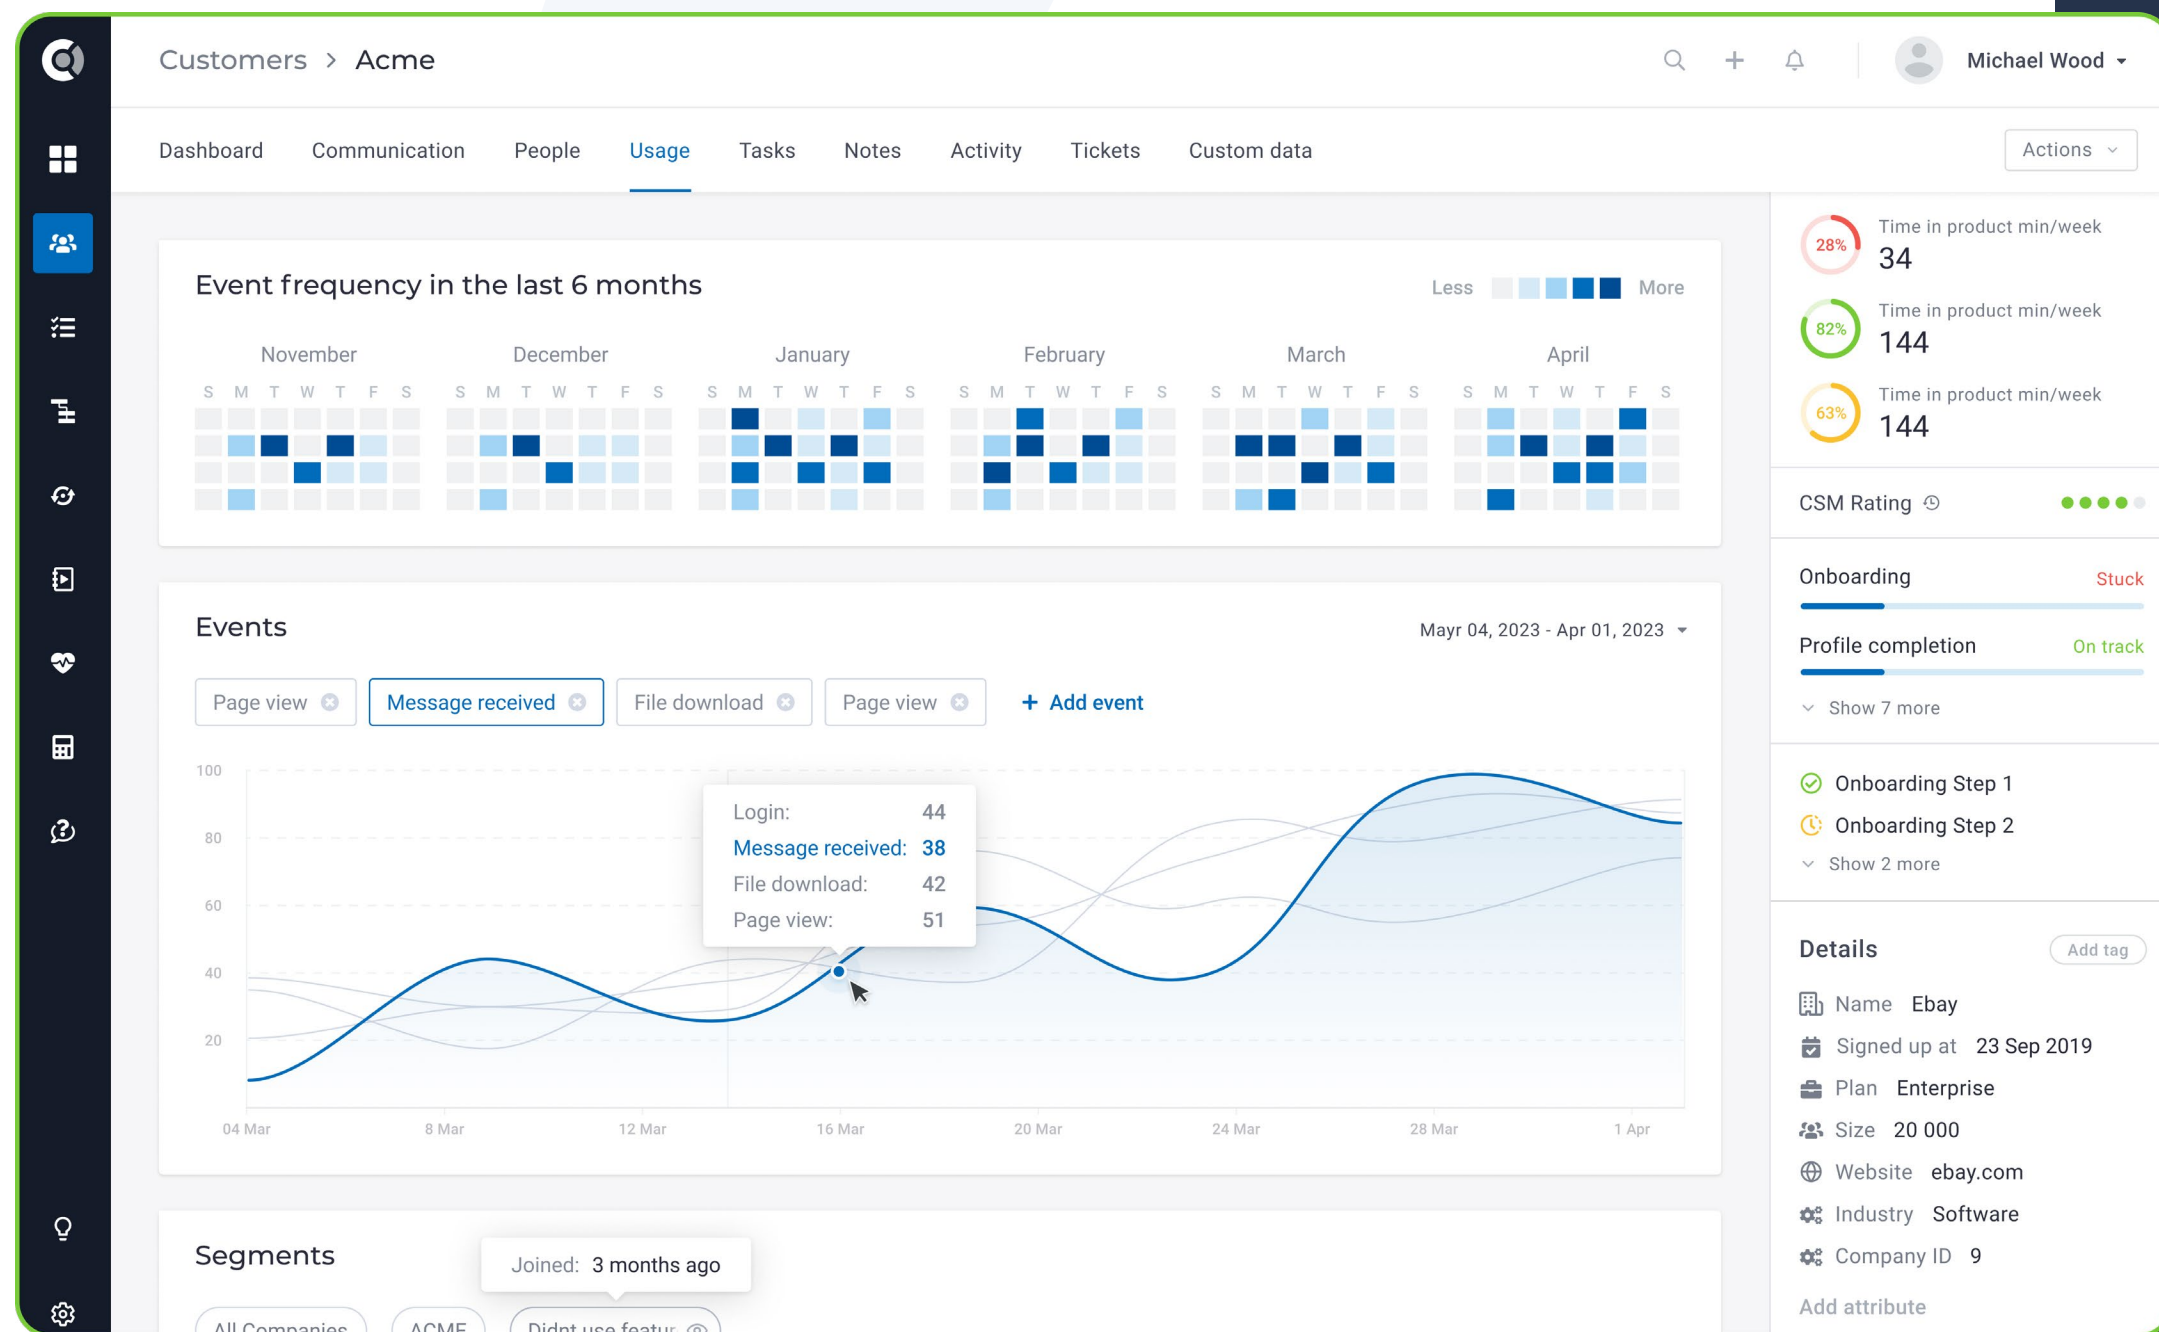 Customers > Acme
Michael Wood
Dashboard Communication People Usage Tasks Notes Activity Tickets Custom data
Actions
Event frequency in the last 6 months
Less More
November December January February March April
S M T W T F S S M T W T F S S M T W T F S S M T W T F S S M T W T F S S M T W T F S
Events
Mayr 04, 2023 - Apr 01, 2023
Page view Message received File download Page view + Add event
100
80
60
40
20
Login: 44
Message received: 38
File download: 42
Page view: 51
04 Mar 8 Mar 12 Mar 16 Mar 20 Mar 24 Mar 28 Mar 1 Apr
Segments
Joined: 3 months ago
All Companies ACME Didnt use featur
28%
Time in product min/week
34
82%
Time in product min/week
144
63%
Time in product min/week
144
CSM Rating
Onboarding Stuck
Profile completion On track
Show 7 more
Onboarding Step 1
Onboarding Step 2
Show 2 more
Details Add tag
Name Ebay
Signed up at 23 Sep 2019
Plan Enterprise
Size 20 000
Website ebay.com
Industry Software
Company ID 9
Add attribute